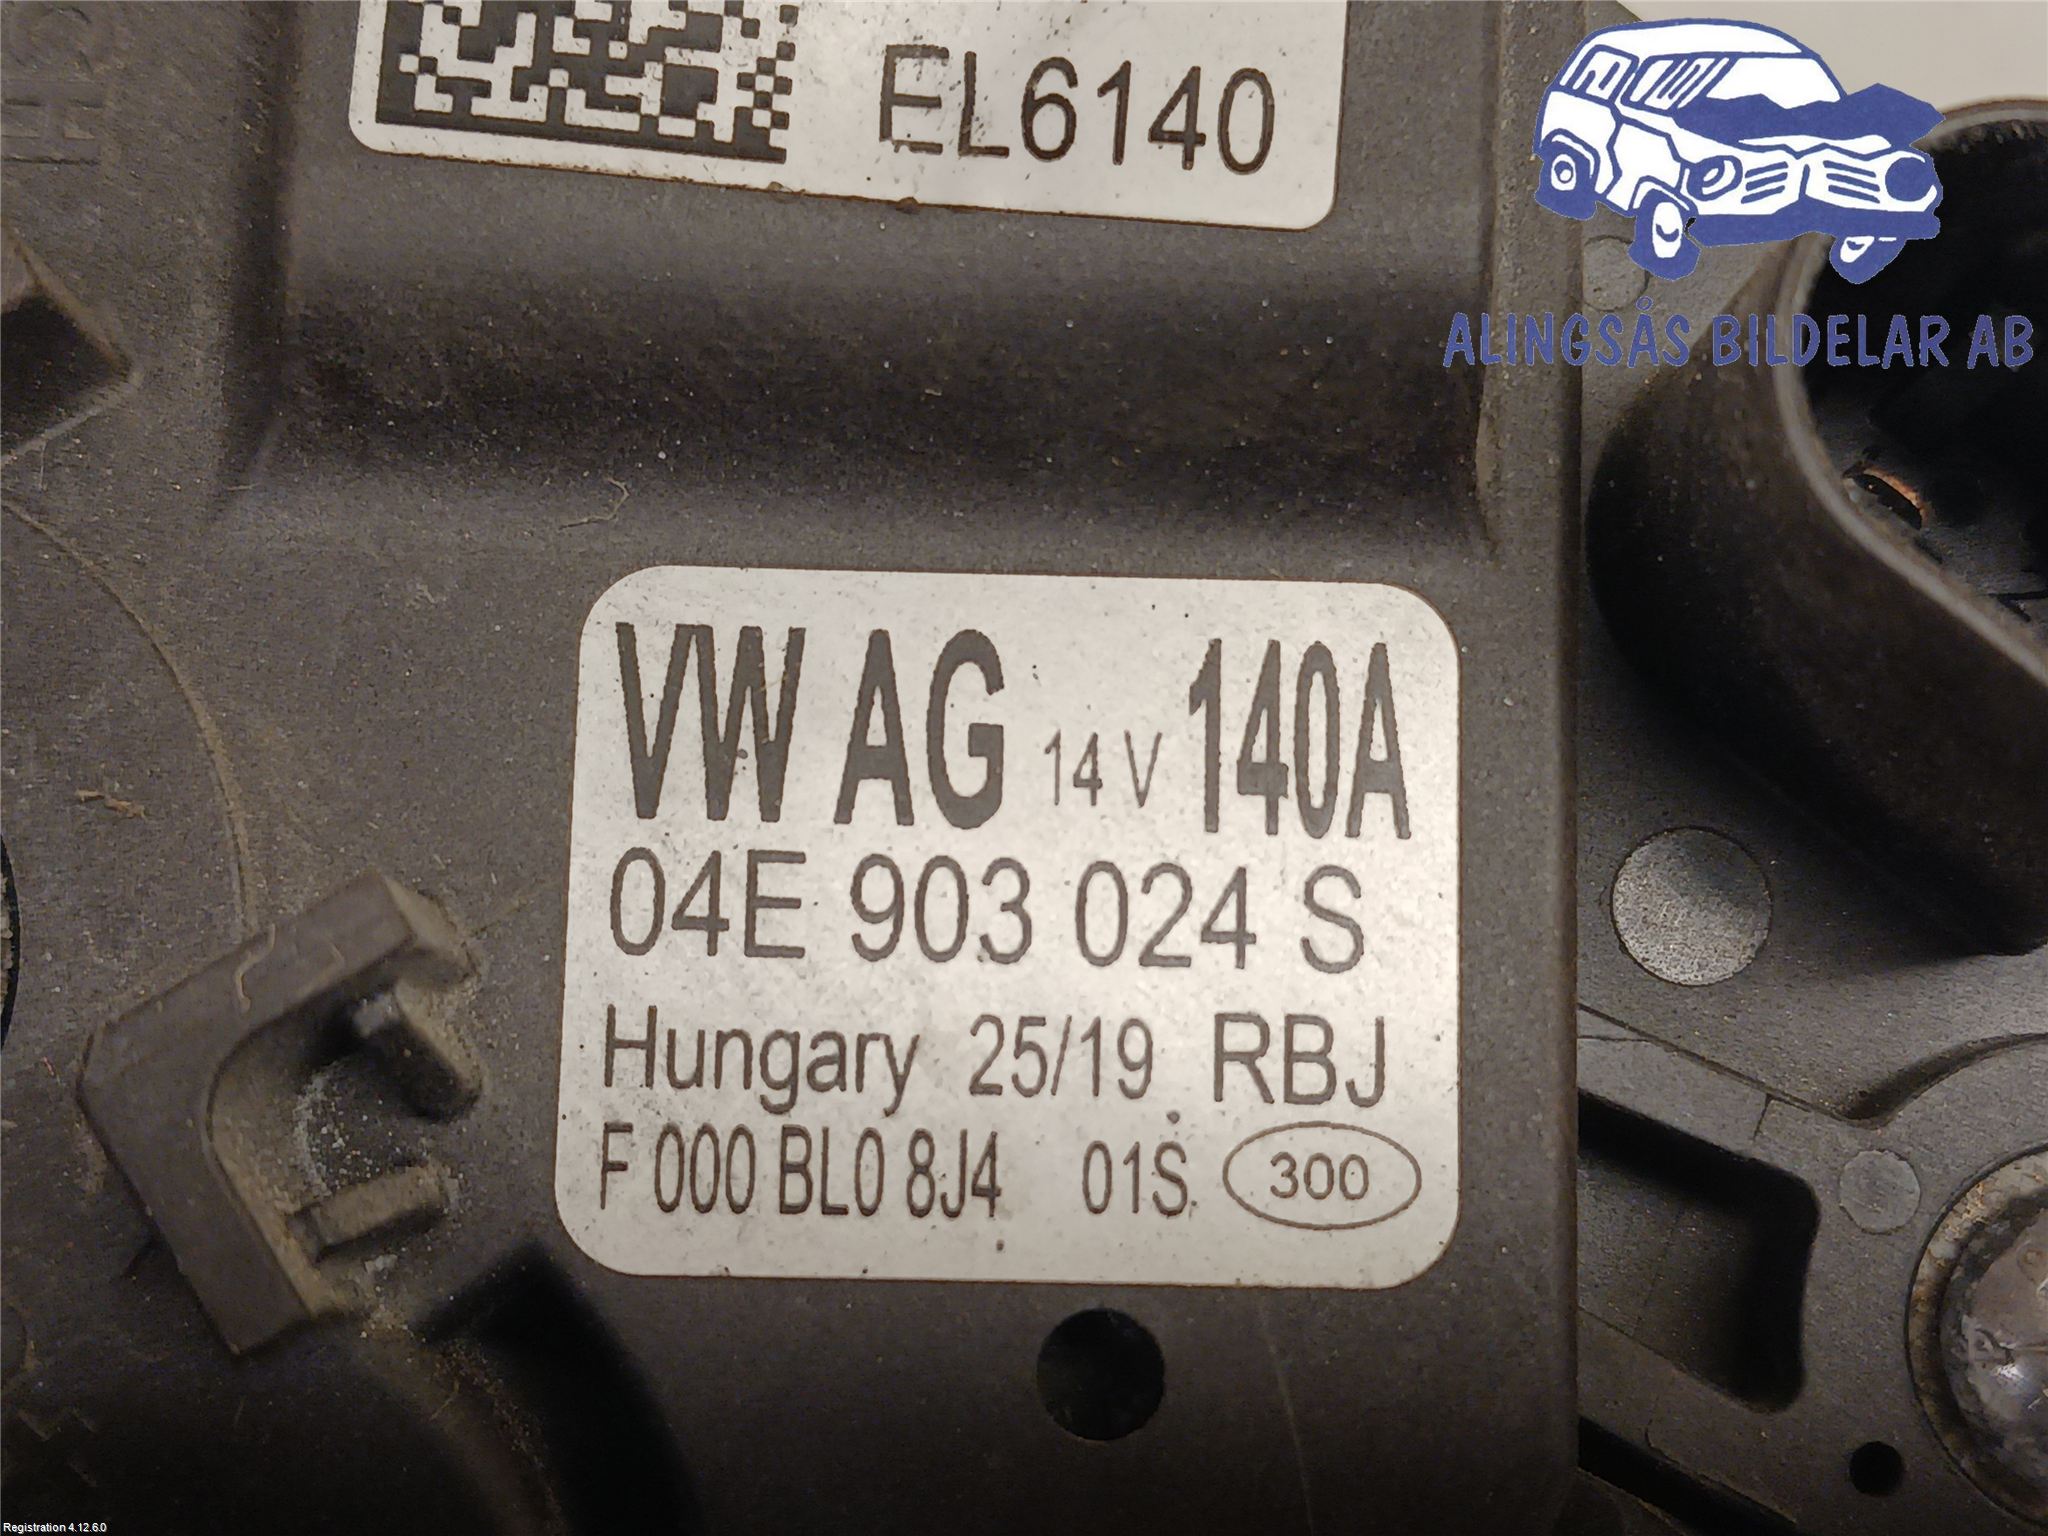 EL6140
ALINGSÅS BILDELAR AB
VW AG 14 V 140A
04E 903 024 S
Hungary 25/19 RBJ
F 000 BL0 8J4 01S 300
Registration 4.12.6.0